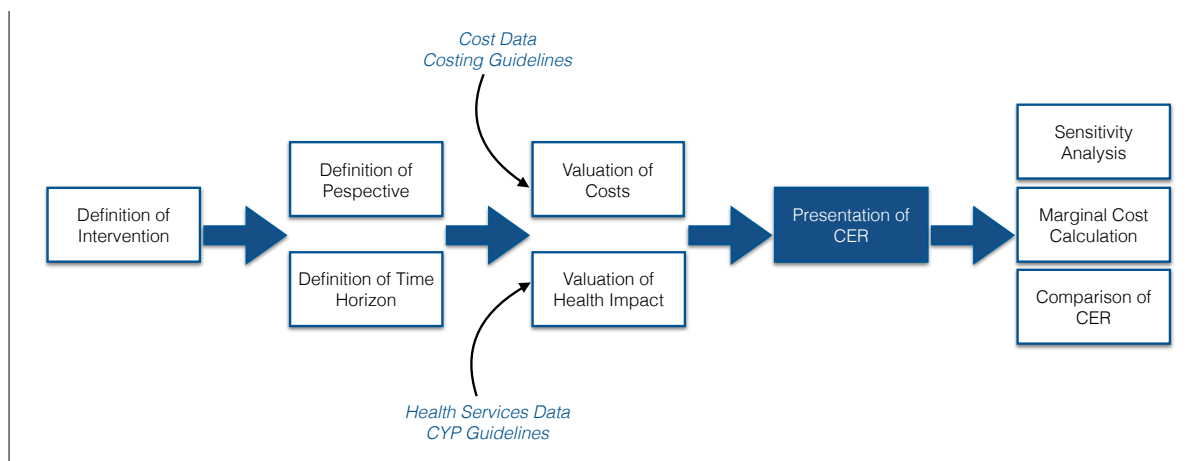 Cost Data
Costing Guidelines
Definition of
Intervention
Definition of
Pespective
Definition of Time
Horizon
Valuation of
Costs
Valuation of
Health Impact
Presentation of
CER
Sensitivity
Analysis
Marginal Cost
Calculation
Comparison of
CER
Health Services Data
CYP Guidelines